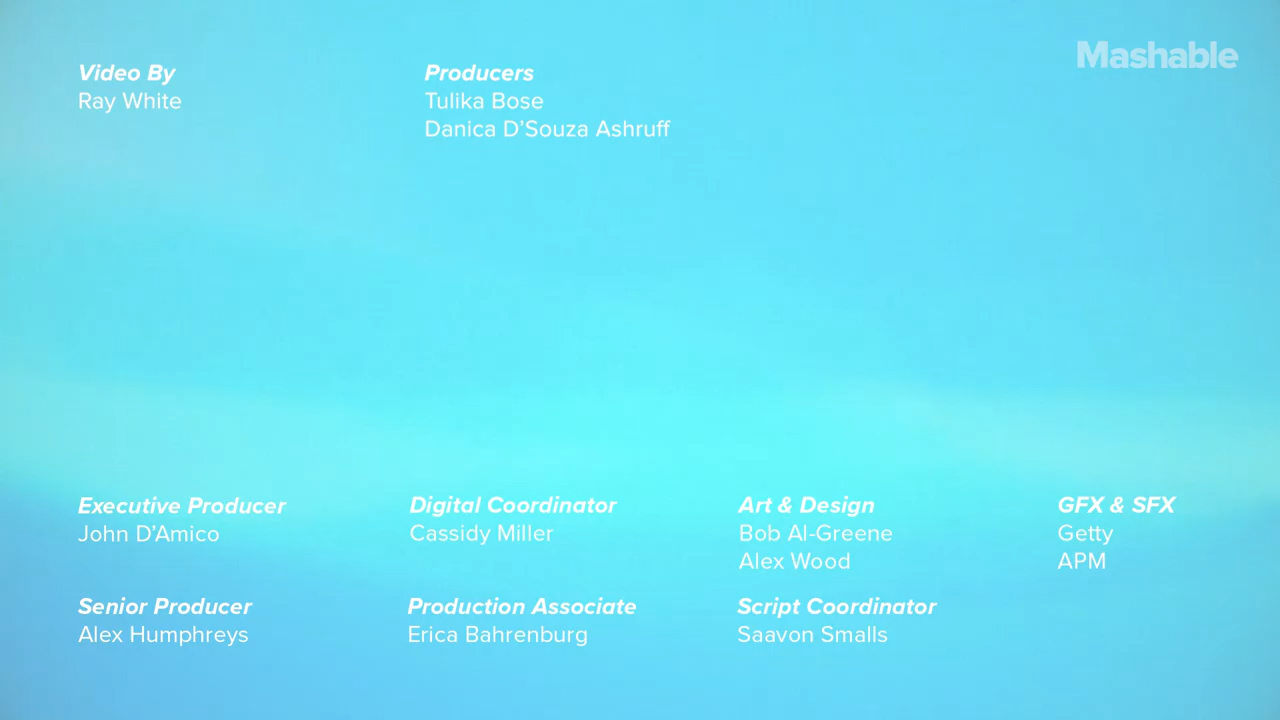 Mashable
Video By
Ray White
Producers
Tulika Bose
Danica D’Souza Ashruff
Executive Producer
John D’Amico
Digital Coordinator
Cassidy Miller
Art & Design
Bob Al-Greene
Alex Wood
GFX & SFX
Getty
APM
Senior Producer
Alex Humphreys
Production Associate
Erica Bahrenburg
Script Coordinator
Saavon Smalls